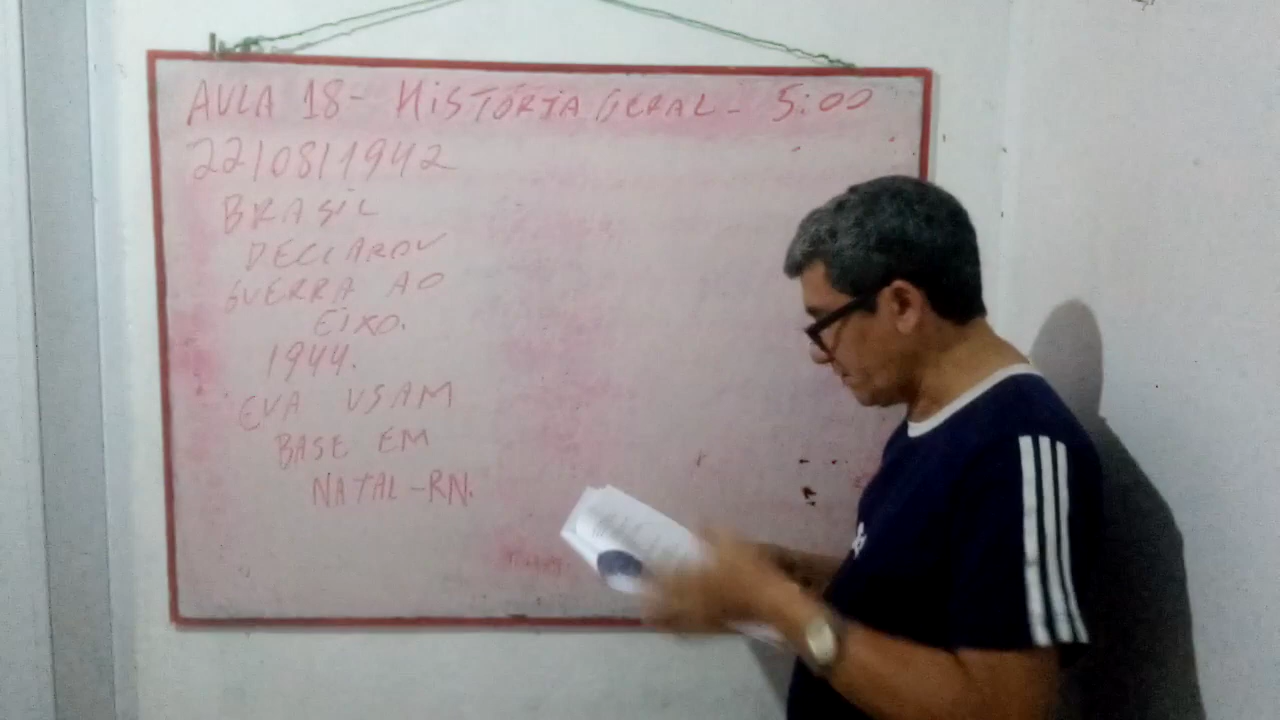 AULA 18- HISTÓRIA GERAL - 5:00
22/08/1942
BRASIL
DECLAROU
GUERRA AO
EIXO.
1944.
EUA USAM
BASE EM
NATAL-RN.